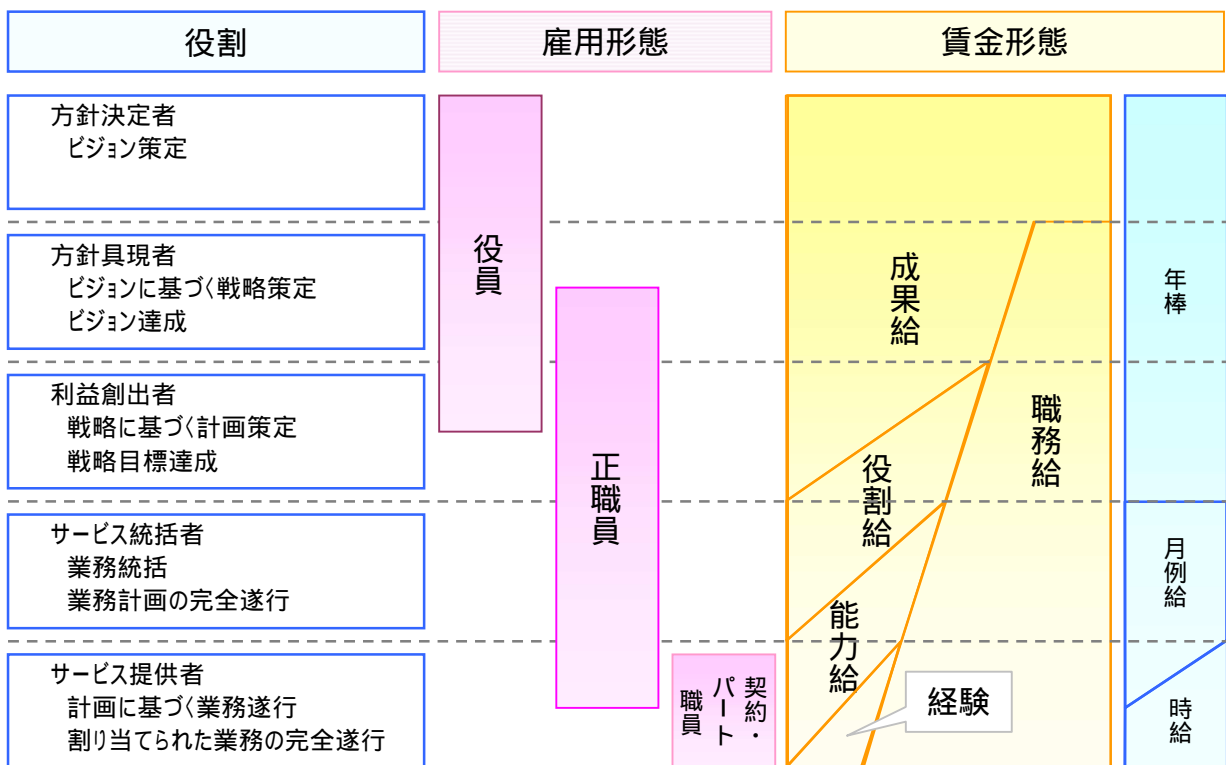 役割
雇用形態
賃金形態
方針決定者
ビジョン策定
方針具現者
ビジョンに基づく戦略策定
ビジョン達成
利益創出者
戦略に基づく計画策定
戦略目標達成
サービス統括者
業務統括
業務計画の完全遂行
サービス提供者
計画に基づく業務遂行
割り当てられた業務の完全遂行
役員
正職員
契約・
パート
職員
成果給
役割給
能力給
経験
職務給
年棒
月例給
時給